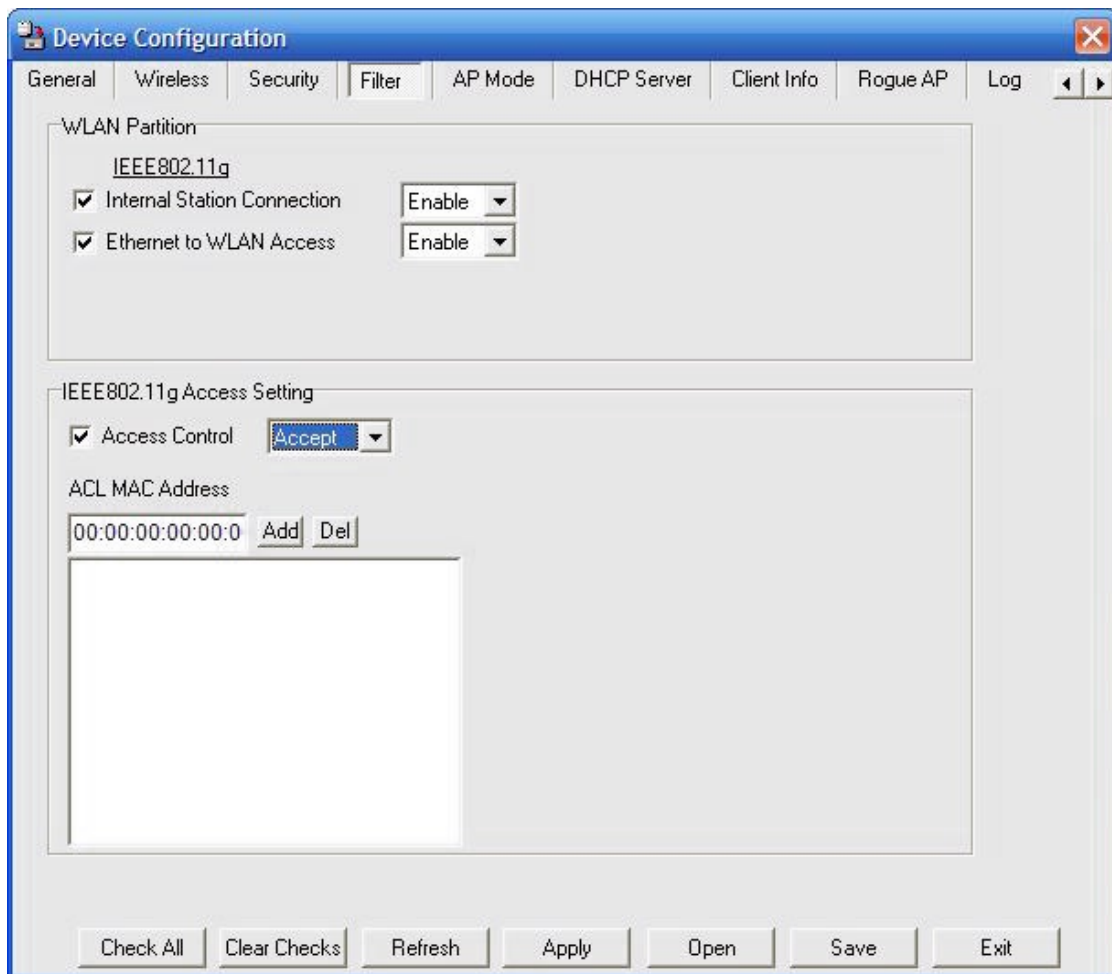 Device Configuration
General Wireless Security Filter AP Mode DHCP Server Client Info Rogue AP Log
WLAN Partition
IEEE802.11g
Internal Station Connection Enable
Ethernet to WLAN Access Enable
IEEE802.11g Access Setting
Access Control Accept
ACL MAC Address
00:00:00:00:00:0 Add Del
Check All Clear Checks Refresh Apply Open Save Exit